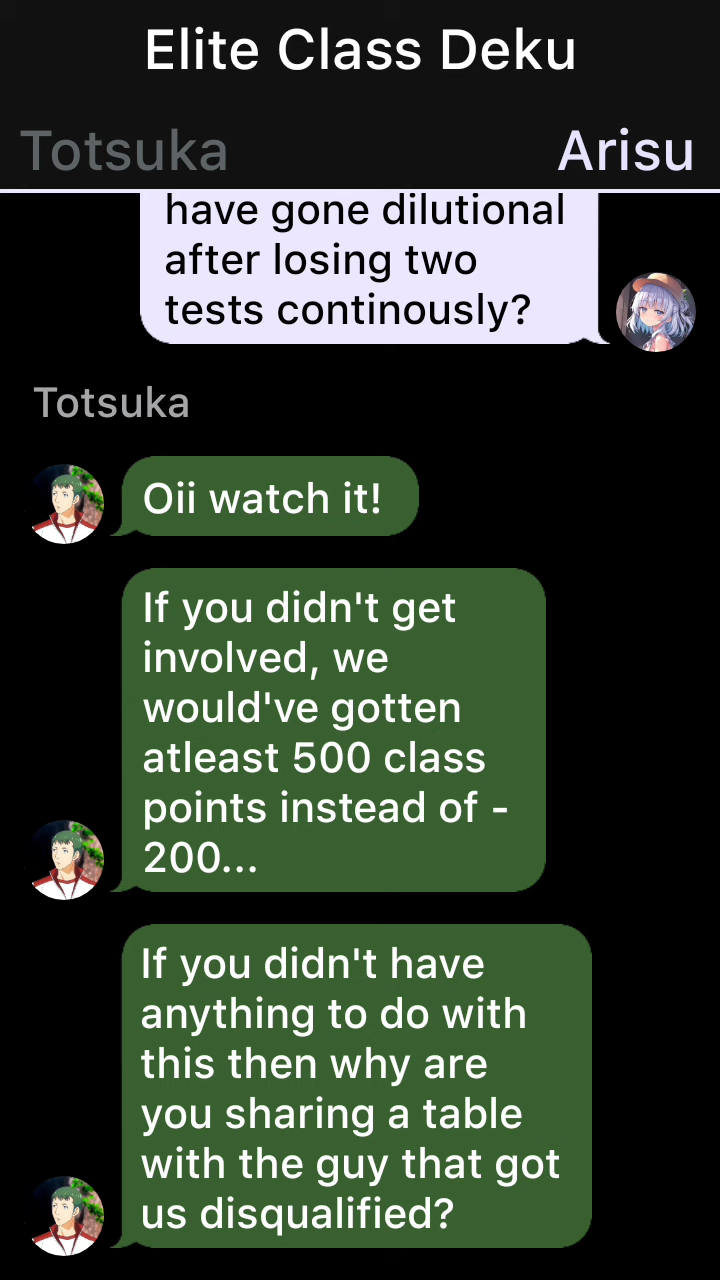 Elite Class Deku
Totsuka Arisu
have gone dilutional
after losing two
tests continously?
Totsuka
Oii watch it!
If you didn't get
involved, we
would've gotten
atleast 500 class
points instead of -
200...
If you didn't have
anything to do with
this then why are
you sharing a table
with the guy that got
us disqualified?